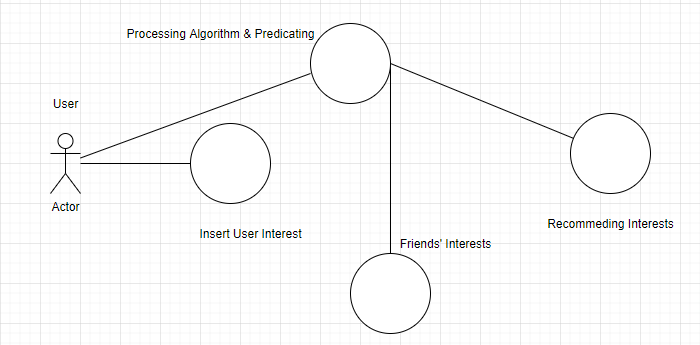 Processing Algorithm & Predicating
User
Actor
Insert User Interest
Friends' Interests
Recommeding Interests